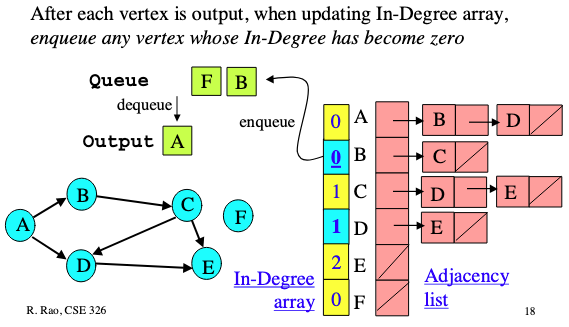 After each vertex is output, when updating In-Degree array,
enqueue any vertex whose In-Degree has become zero
Queue F B
dequeue
enqueue
Output A
0 A B D
0 B C
1 C D E
1 D E
2 E
0 F
A B C D E F
In-Degree
array
Adjacency
list
R. Rao, CSE 326
18